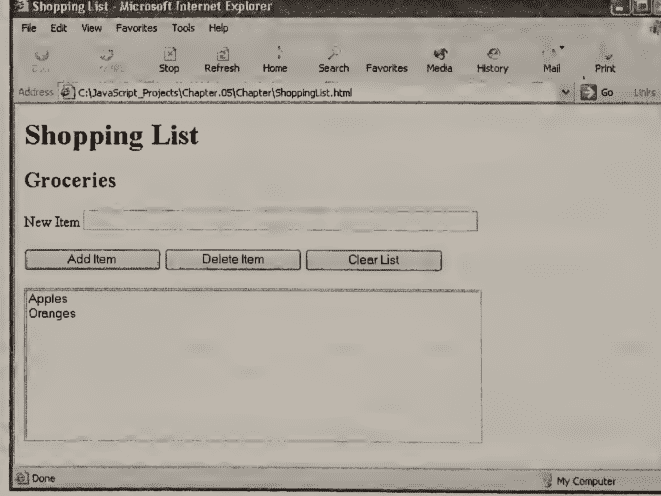 Shopping List - Microsoft Internet Explorer
File Edit View Favorites Tools Help
Stop Refresh Home Search Favorites Media History Mail Print
Address C:\JavaScript_Projects\Chapter.05\Chapter\ShoppingList.html Go Links
Shopping List
Groceries
New Item
Add Item Delete Item Clear List
Apples
Oranges
Done My Computer